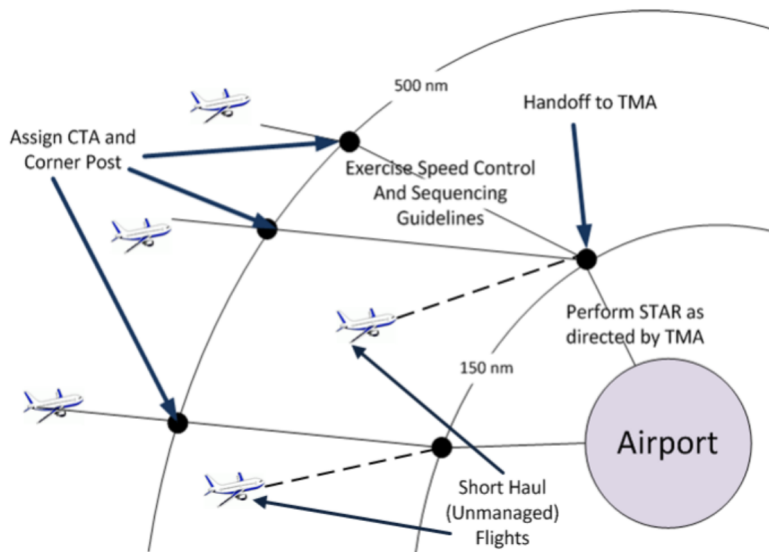 500 nm
Handoff to TMA
Assign CTA and
Corner Post
Exercise Speed Control
And Sequencing
Guidelines
Perform STAR as
directed by TMA
150 nm
Airport
Short Haul
(Unmanaged)
Flights